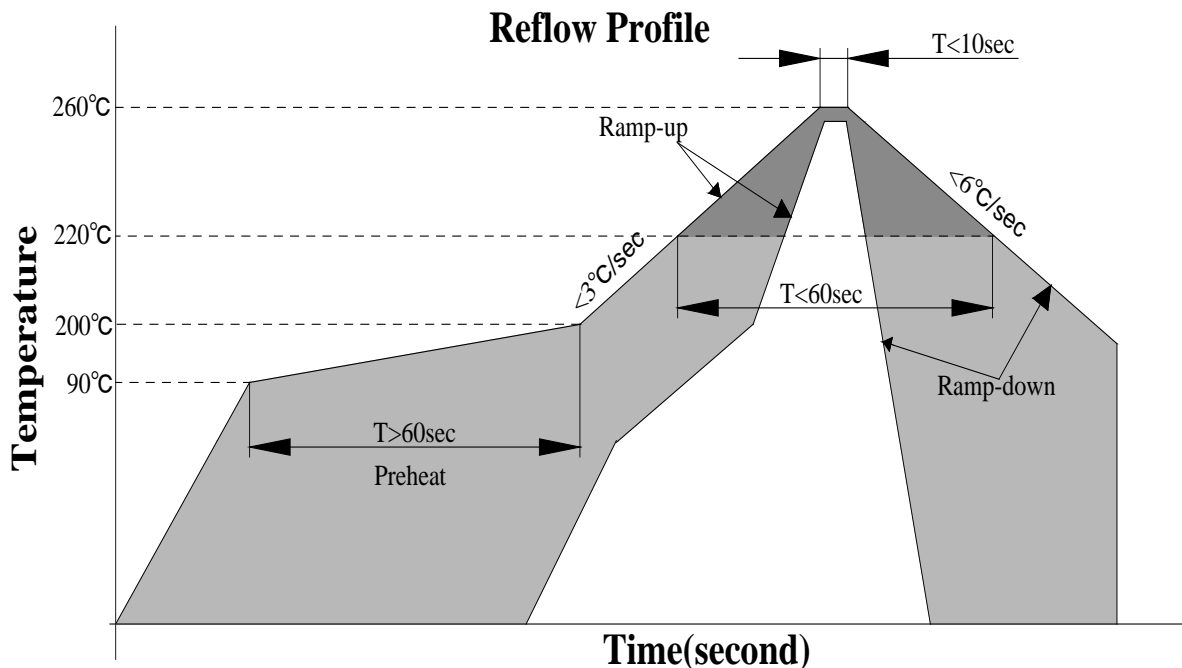 Reflow Profile
T<10sec
260℃
Ramp-up
<6℃/sec
220℃
<3℃/sec
T<60sec
200℃
90℃
Ramp-down
T>60sec
Preheat
Temperature
Time(second)